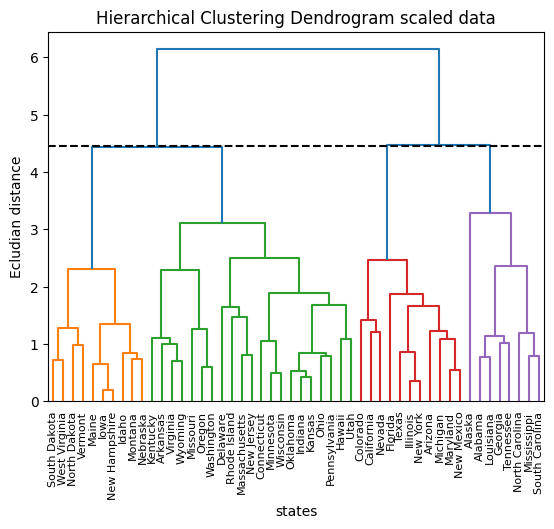 Hierarchical Clustering Dendrogram scaled data
6
5
4
3
2
1
0
Ecludian distance
South Dakota
West Virginia
North Dakota
Vermont
Maine
Iowa
New Hampshire
Idaho
Montana
Nebraska
Kentucky
Arkansas
Virginia
Wyoming
Missouri
Oregon
Washington
Delaware
Rhode Island
Massachusetts
New Jersey
Connecticut
Minnesota
Wisconsin
Oklahoma
Indiana
Kansas
Ohio
Pennsylvania
Hawaii
Utah
Colorado
California
Nevada
Florida
Texas
Illinois
New York
Arizona
Michigan
Maryland
New Mexico
Alaska
Alabama
Louisiana
Georgia
Tennessee
North Carolina
Mississippi
South Carolina
states